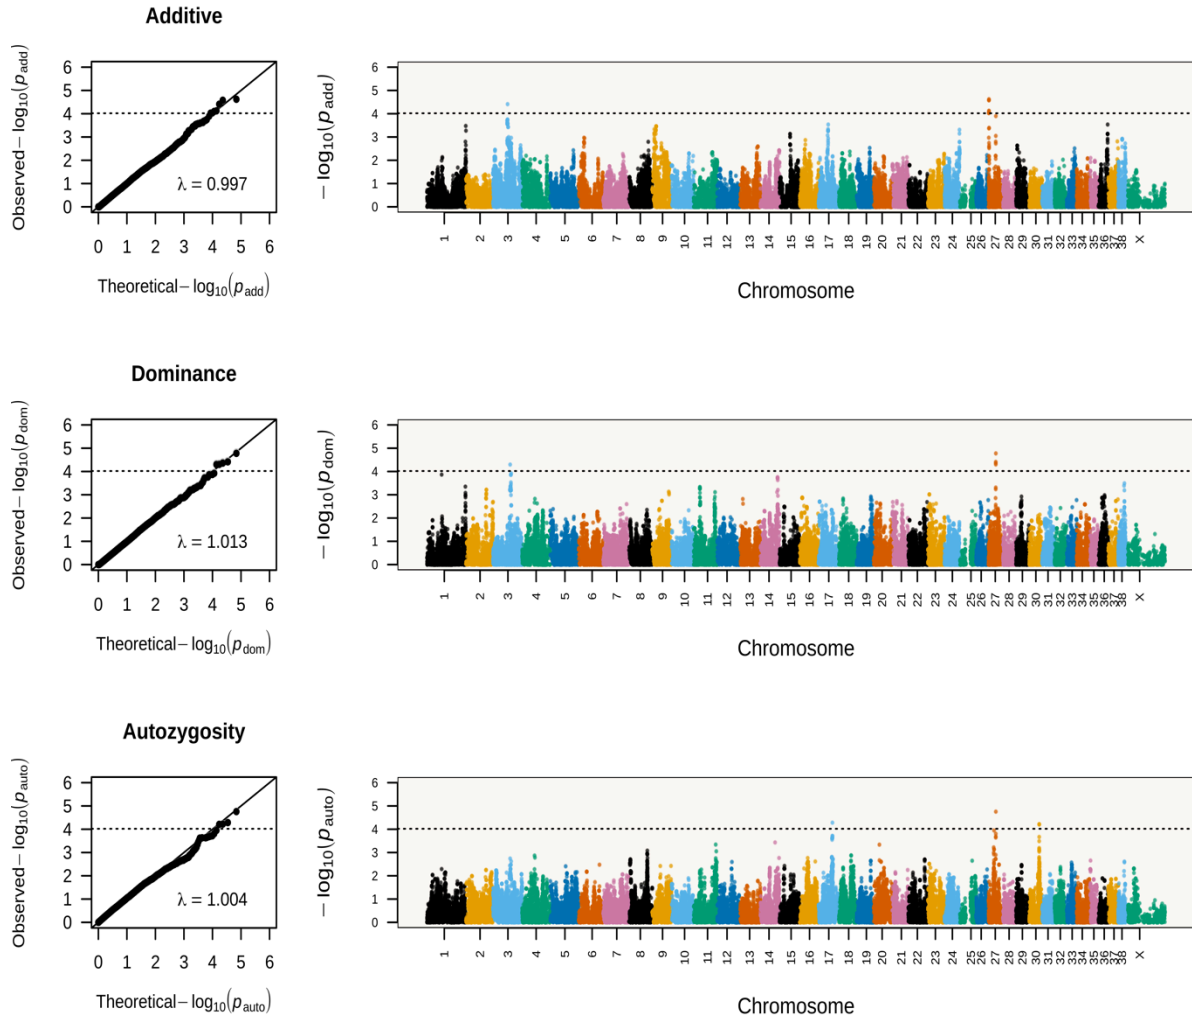 Additive
Observed − log10(padd)
6
5
4
3
2
1
0
λ = 0.997
0 1 2 3 4 5 6
Theoretical − log10(padd)
− log10(padd)
6
5
4
3
2
1
0
1 2 3 4 5 6 7 8 9 10 11 12 13 14 15 16 17 18 19 20 21 22 23 24 25 26 27 28 29 30 31 32 33 34 35 36 37 38 X
Chromosome
Dominance
Observed − log10(pdom)
6
5
4
3
2
1
0
λ = 1.013
0 1 2 3 4 5 6
Theoretical − log10(pdom)
− log10(pdom)
6
5
4
3
2
1
0
1 2 3 4 5 6 7 8 9 10 11 12 13 14 15 16 17 18 19 20 21 22 23 24 25 26 27 28 29 30 31 32 33 34 35 36 37 38 X
Chromosome
Autozygosity
Observed − log10(pauto)
6
5
4
3
2
1
0
λ = 1.004
0 1 2 3 4 5 6
Theoretical − log10(pauto)
− log10(pauto)
6
5
4
3
2
1
0
1 2 3 4 5 6 7 8 9 10 11 12 13 14 15 16 17 18 19 20 21 22 23 24 25 26 27 28 29 30 31 32 33 34 35 36 37 38 X
Chromosome